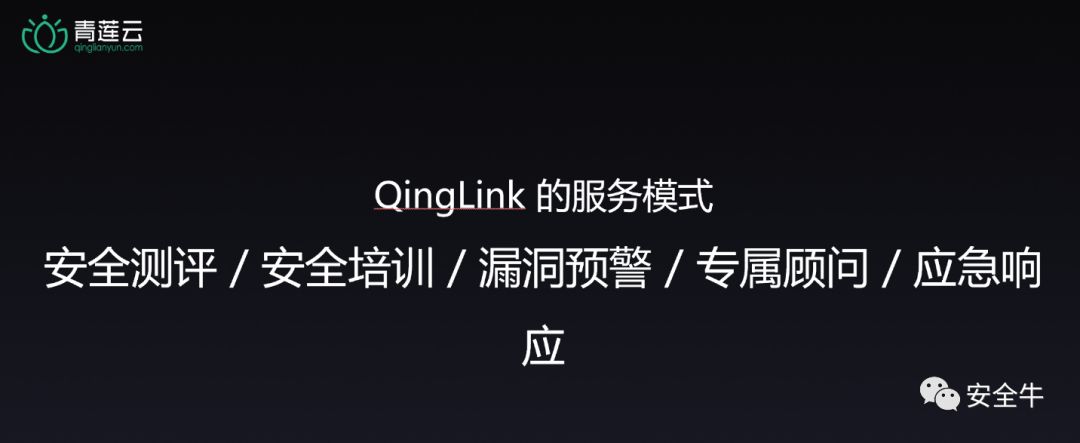 青莲云
qinglianyun.com
QingLink 的服务模式
安全测评 / 安全培训 / 漏洞预警 / 专属顾问 / 应急响
应
安全牛